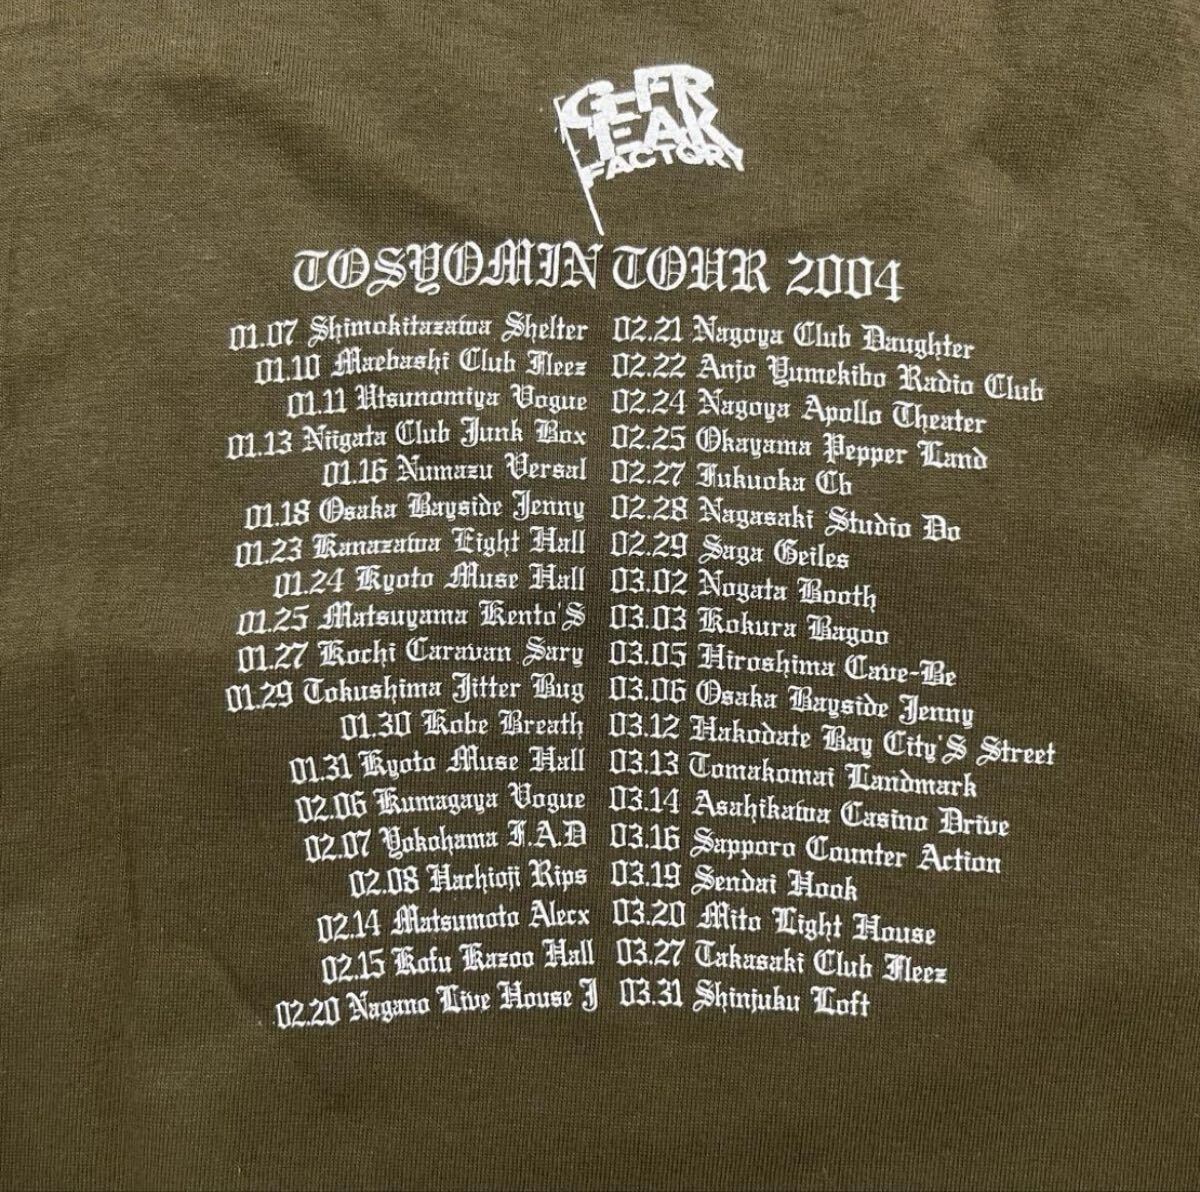 GEFR
EAK
FACTORY
TOSYOMIN TOUR 2004
01.07 Shimokitazawa Shelter
01.10 Maebashi Club Fleez
01.11 Utsunomiya Vogue
01.13 Niigata Club Junk Box
01.16 Numazu Versal
01.18 Osaka Bayside Jenny
01.23 Kanazawa Eight Hall
01.24 Kyoto Muse Hall
01.25 Matsuyama Kento'S
01.27 Kochi Caravan Sary
01.29 Tokushima Jitter Bug
01.30 Kobe Breath
01.31 Kyoto Muse Hall
02.06 Kumagaya Vogue
02.07 Yokohama F.A.D
02.08 Hachioji Rips
02.14 Matsumoto Alecx
02.15 Kofu Kazoo Hall
02.20 Nagano Live House J
02.21 Nagoya Club Daughter
02.22 Anjo Yumekibo Radio Club
02.24 Nagoya Apollo Theater
02.25 Okayama Pepper Land
02.27 Fukuoka Cb
02.28 Nagasaki Studio Do
02.29 Saga Geiles
03.02 Nogata Booth
03.03 Kokura Bagoo
03.05 Hiroshima Cave-Be
03.06 Osaka Bayside Jenny
03.12 Hakodate Bay City'S Street
03.13 Tomakomai Landmark
03.14 Asahikawa Casino Drive
03.16 Sapporo Counter Action
03.19 Sendai Hook
03.20 Mito Light House
03.27 Takasaki Club Fleez
03.31 Shinjuku Loft